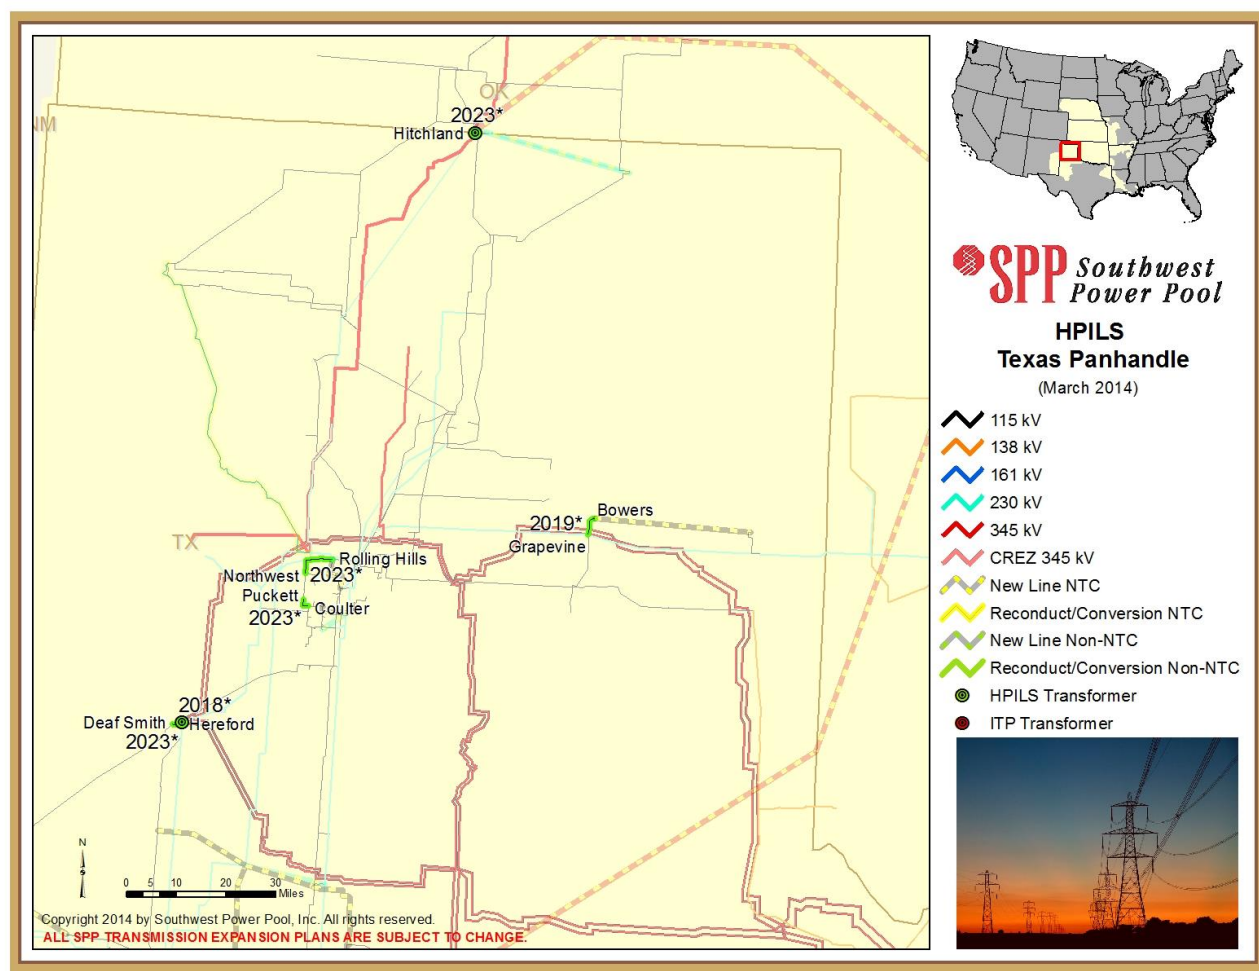 OK
2023*
NM
Hitchland
TX
Bowers
2019*
Grapevine
Rolling Hills
Northwest
2023*
Puckett
Coulter
2023*
2018*
Deaf Smith
Hereford
2023*
N
0 5 10 20 30
Miles
Copyright 2014 by Southwest Power Pool, Inc. All rights reserved.
ALL SPP TRANSMISSION EXPANSION PLANS ARE SUBJECT TO CHANGE.
SPP Southwest
Power Pool
HPILS
Texas Panhandle
(March 2014)
115 kV
138 kV
161 kV
230 kV
345 kV
CREZ 345 kV
New Line NTC
Reconduct/Conversion NTC
New Line Non-NTC
Reconduct/Conversion Non-NTC
HPILS Transformer
ITP Transformer